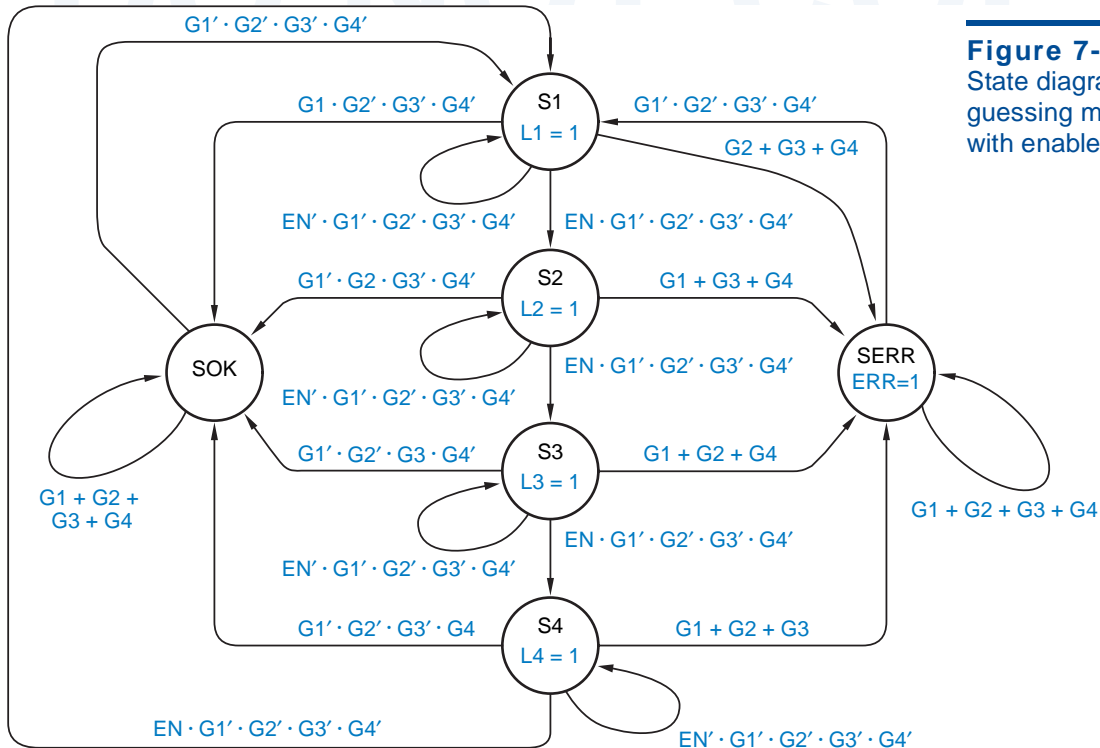 G1′ · G2′ · G3′ · G4′
Figure 7-
State diagra
guessing m
with enable
S1
L1 = 1
G1 · G2′ · G3′ · G4′
G1′ · G2′ · G3′ · G4′
G2 + G3 + G4
EN′ · G1′ · G2′ · G3′ · G4′
EN · G1′ · G2′ · G3′ · G4′
S2
L2 = 1
G1′ · G2 · G3′ · G4′
G1 + G3 + G4
SOK
SERR
ERR=1
EN′ · G1′ · G2′ · G3′ · G4′
EN · G1′ · G2′ · G3′ · G4′
S3
L3 = 1
G1′ · G2′ · G3 · G4′
G1 + G2 + G4
G1 + G2 +
G3 + G4
G1 + G2 + G3 + G4
EN′ · G1′ · G2′ · G3′ · G4′
EN · G1′ · G2′ · G3′ · G4′
S4
L4 = 1
G1′ · G2′ · G3′ · G4
G1 + G2 + G3
EN · G1′ · G2′ · G3′ · G4′
EN′ · G1′ · G2′ · G3′ · G4′